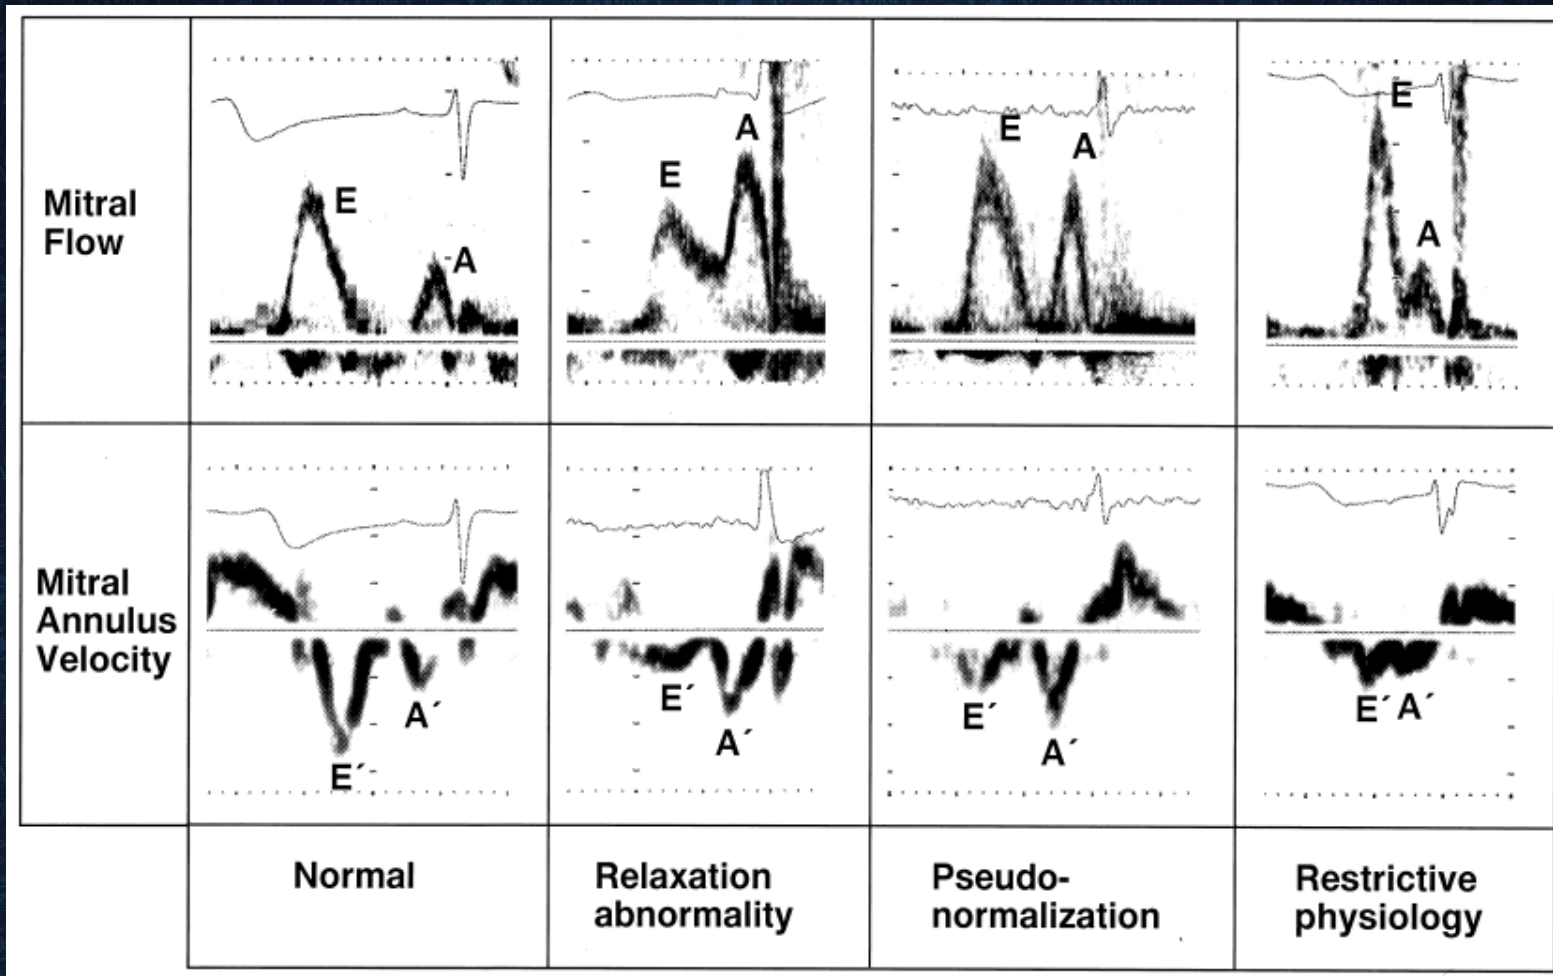 Mitral
Flow
E
A
E
A
E
A
E
A
Mitral
Annulus
Velocity
E´
A´
E´
A´
E´
A´
E´ A´
Normal
Relaxation
abnormality
Pseudo-
normalization
Restrictive
physiology